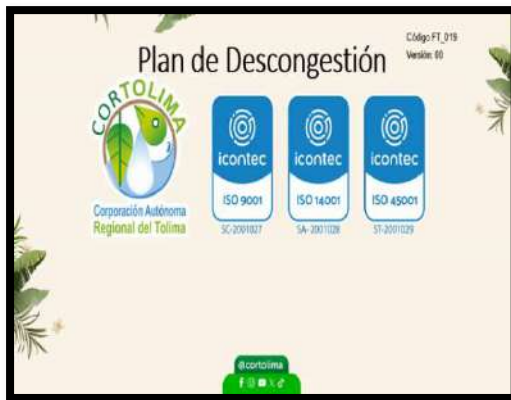 Código FT_019
Versión: 00
Plan de Descongestión
CORTOLIMA
Corporación Autónoma
Regional del Tolima
icontec
ISO 9001
SC-2001027
icontec
ISO 14001
SA-2001028
icontec
ISO 45001
ST-2001029
@cortolima